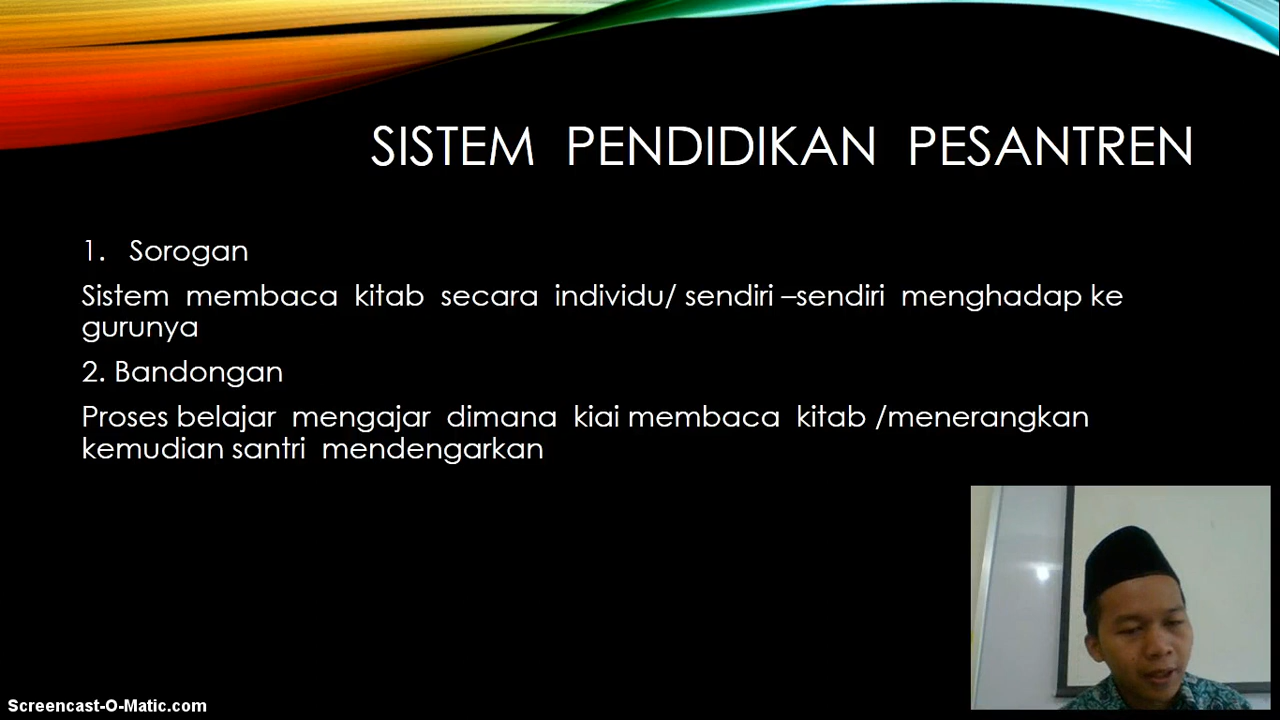 SISTEM PENDIDIKAN PESANTREN
1. Sorogan
Sistem membaca kitab secara individu/ sendiri –sendiri menghadap ke
gurunya
2. Bandongan
Proses belajar mengajar dimana kiai membaca kitab /menerangkan
kemudian santri mendengarkan
Screencast-O-Matic.com